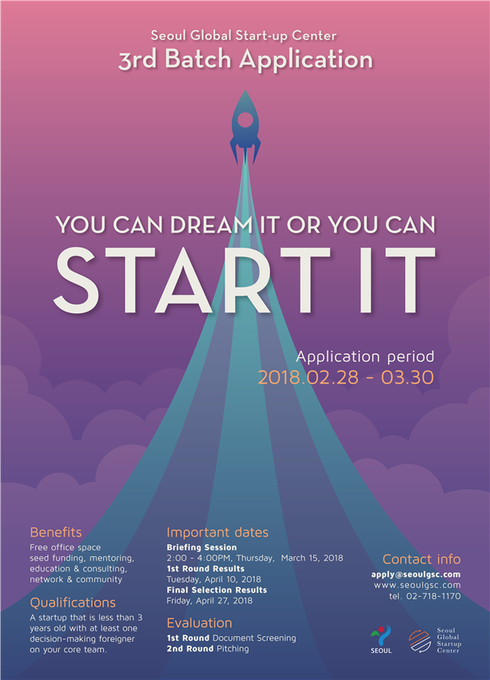 Seoul Global Start-up Center
3rd Batch Application
YOU CAN DREAM IT OR YOU CAN
START IT
Application period
2018.02.28 - 03.30
Benefits
Free office space
seed funding, mentoring,
education & consulting,
network & community
Qualifications
A startup that is less than 3
years old with at least one
decision-making foreigner
on your core team.
Important dates
Briefing Session
2:00 - 4:00PM, Thursday, March 15, 2018
1st Round Results
Tuesday, April 10, 2018
Final Selection Results
Friday, April 27, 2018
Evaluation
1st Round Document Screening
2nd Round Pitching
Contact info
apply@seoulgsc.com
www.seoulgsc.com
tel. 02-718-1170
SEOUL
Seoul
Global
Startup
Center